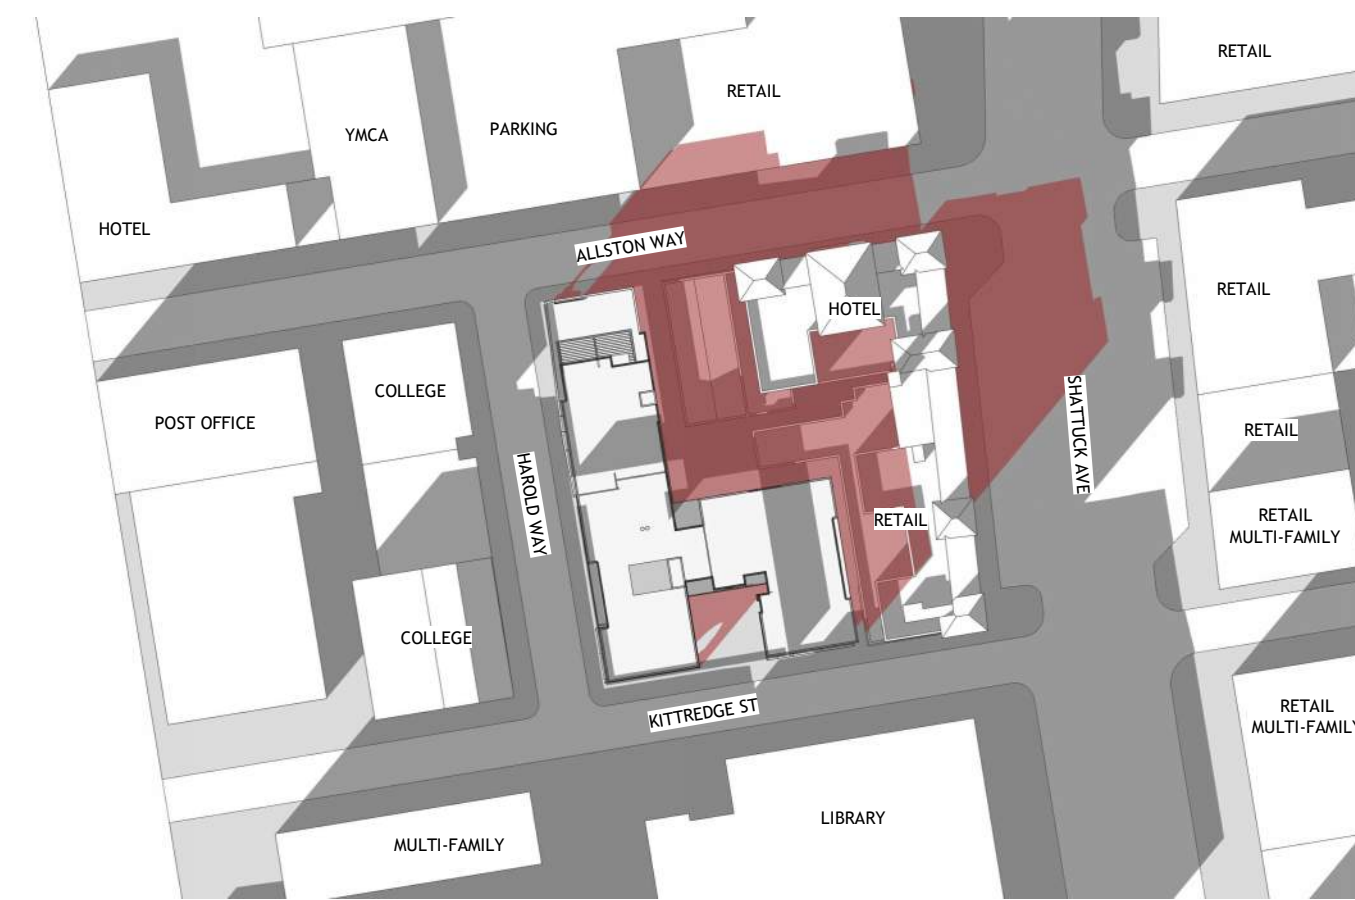 RETAIL
RETAIL
YMCA
PARKING
HOTEL
ALLSTON WAY
HOTEL
RETAIL
COLLEGE
POST OFFICE
SHATTUCK AVE
RETAIL
HAROLD WAY
RETAIL
RETAIL
MULTI-FAMILY
COLLEGE
KITTREDGE ST
RETAIL
MULTI-FAMILY
LIBRARY
MULTI-FAMILY